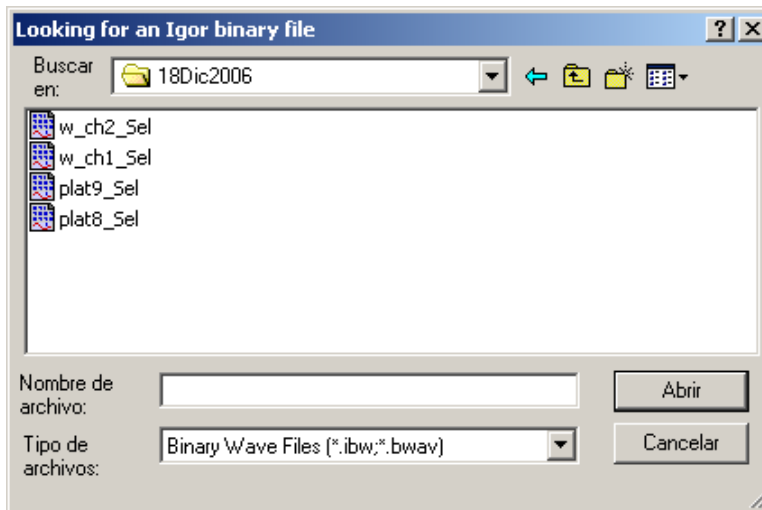 Looking for an Igor binary file
Buscar
en:
18Dic2006
w_ch2_Sel
w_ch1_Sel
plat9_Sel
plat8_Sel
Nombre de
archivo:
Abrir
Tipo de
archivos:
Binary Wave Files (*.ibw;*.bwav)
Cancelar